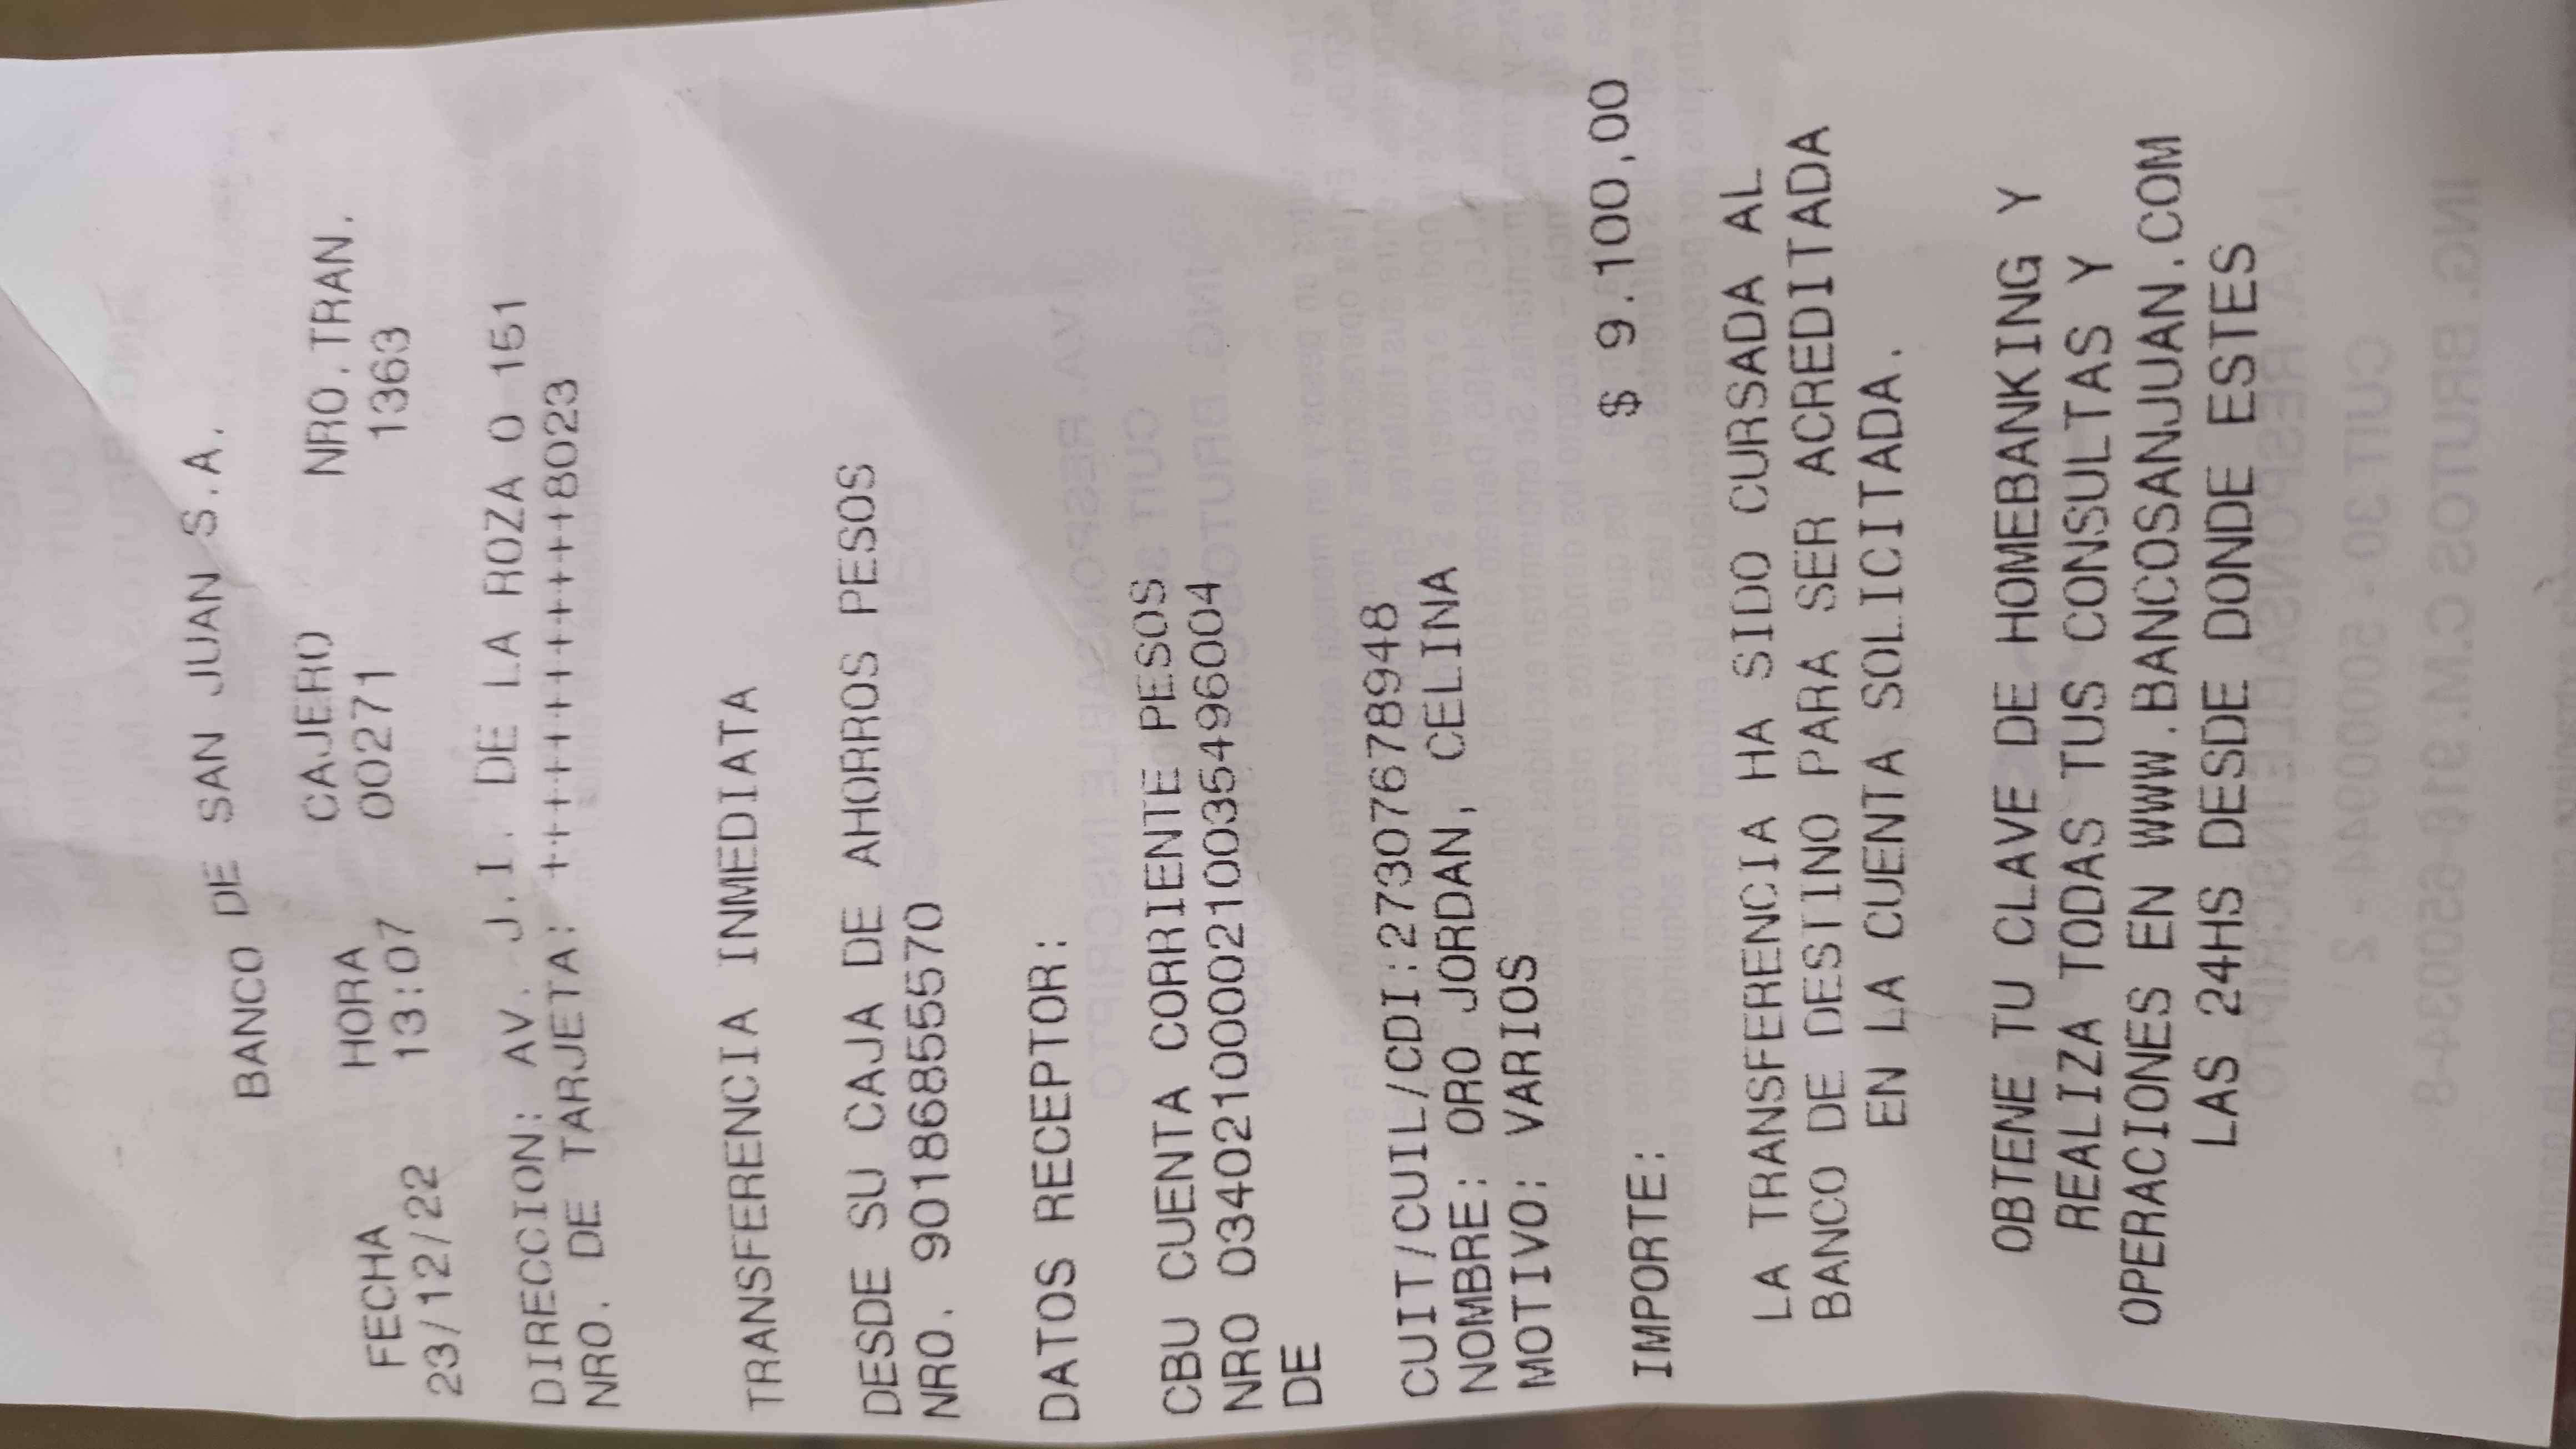 BANCO DE SAN JUAN S.A.
FECHA HORA CAJERO NRO.TRAN.
23/12/22 13:07 00271 1363
DIRECCION: AV. J.I. DE LA ROZA O 151
NRO. DE TARJETA: ++++++++++++8023
TRANSFERENCIA INMEDIATA
DESDE SU CAJA DE AHORROS PESOS
NRO. 90186855570
DATOS RECEPTOR:
CBU CUENTA CORRIENTE PESOS
NRO 0340210000210035496004
DE
CUIT/CUIL/CDI:27307678948
NOMBRE: ORO JORDAN, CELINA
MOTIVO: VARIOS
IMPORTE: $ 9.100,00
LA TRANSFERENCIA HA SIDO CURSADA AL
BANCO DE DESTINO PARA SER ACREDITADA
EN LA CUENTA SOLICITADA.
OBTENE TU CLAVE DE HOMEBANKING Y
REALIZA TODAS TUS CONSULTAS Y
OPERACIONES EN WWW.BANCOSANJUAN.COM
LAS 24HS DESDE DONDE ESTES